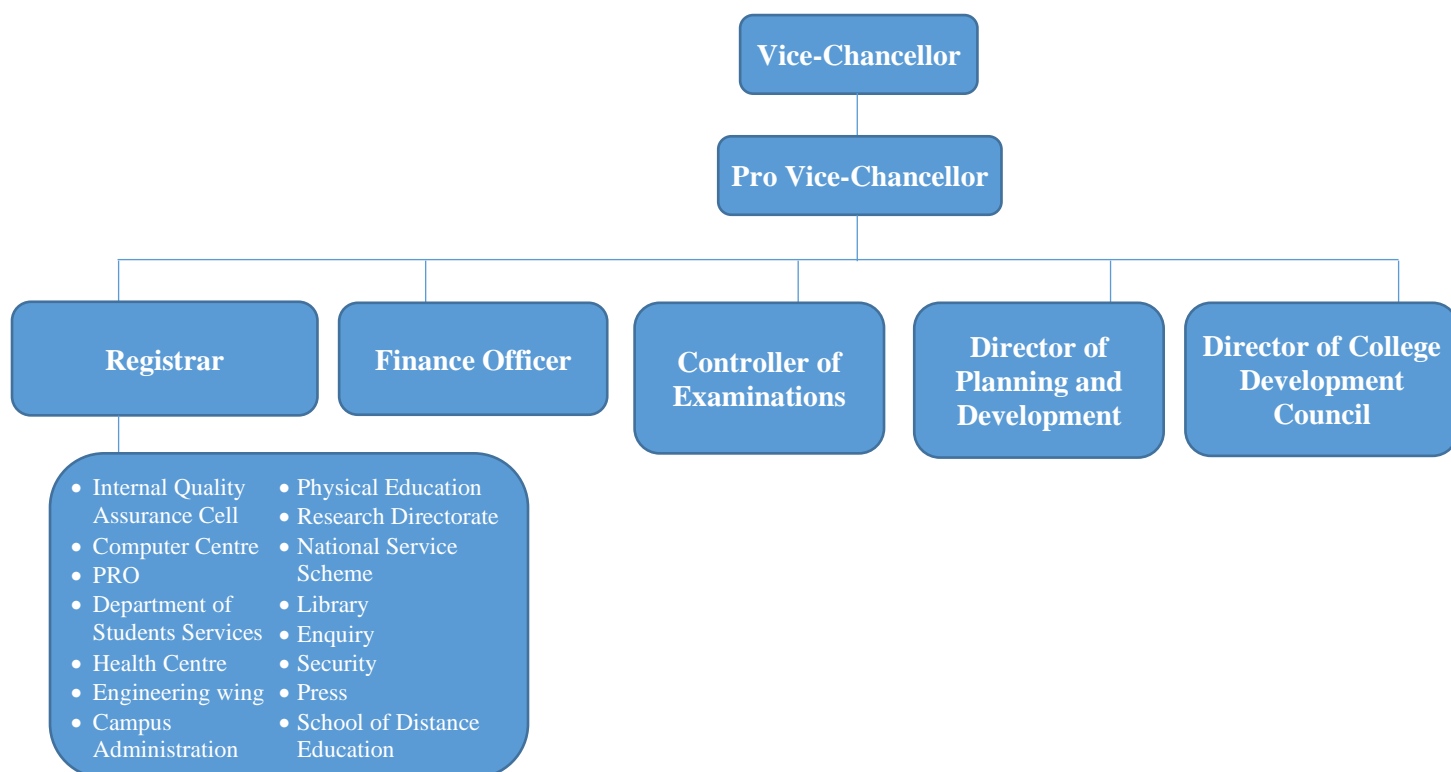 Vice-Chancellor
Pro Vice-Chancellor
Registrar
Finance Officer
Controller of
Examinations
Director of
Planning and
Development
Director of College
Development
Council
• Internal Quality
Assurance Cell
• Computer Centre
• PRO
• Department of
Students Services
• Health Centre
• Engineering wing
• Campus
Administration
• Physical Education
• Research Directorate
• National Service
Scheme
• Library
• Enquiry
• Security
• Press
• School of Distance
Education